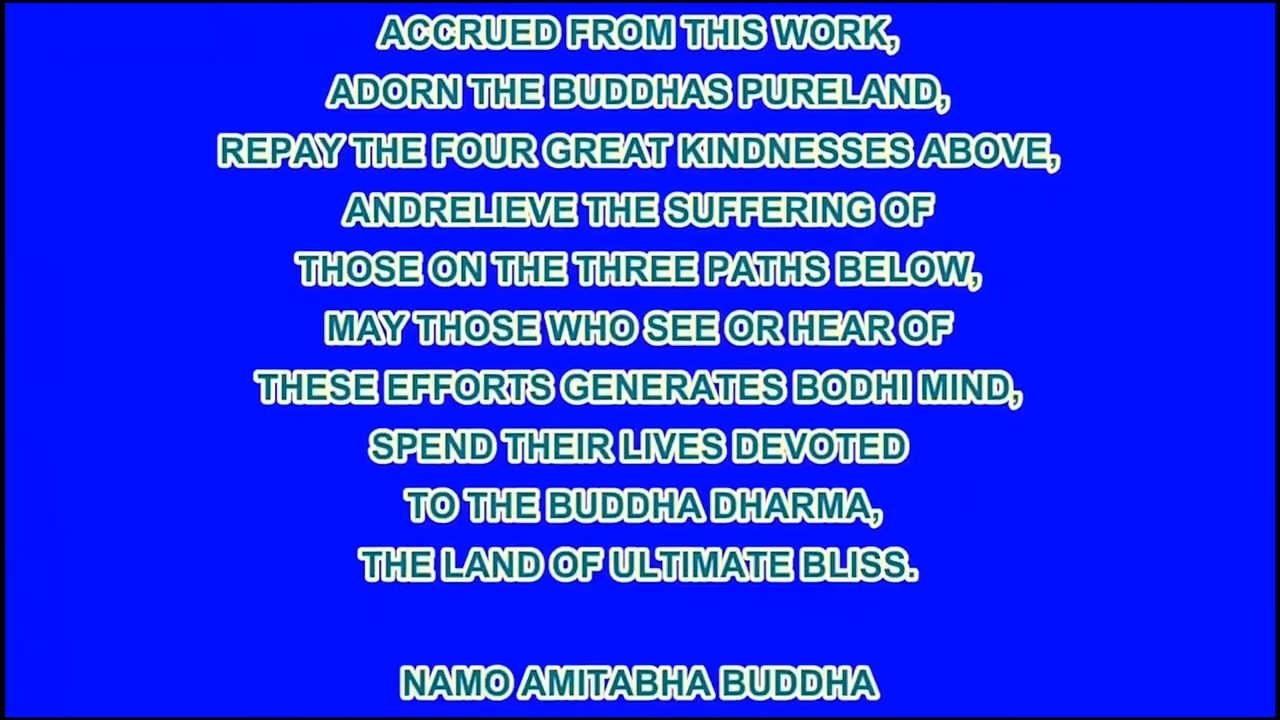 ACCRUED FROM THIS WORK,
ADORN THE BUDDHAS PURELAND,
REPAY THE FOUR GREAT KINDNESSES ABOVE,
ANDRELIEVE THE SUFFERING OF
THOSE ON THE THREE PATHS BELOW,
MAY THOSE WHO SEE OR HEAR OF
THESE EFFORTS GENERATES BODHI MIND,
SPEND THEIR LIVES DEVOTED
TO THE BUDDHA DHARMA,
THE LAND OF ULTIMATE BLISS.
NAMO AMITABHA BUDDHA